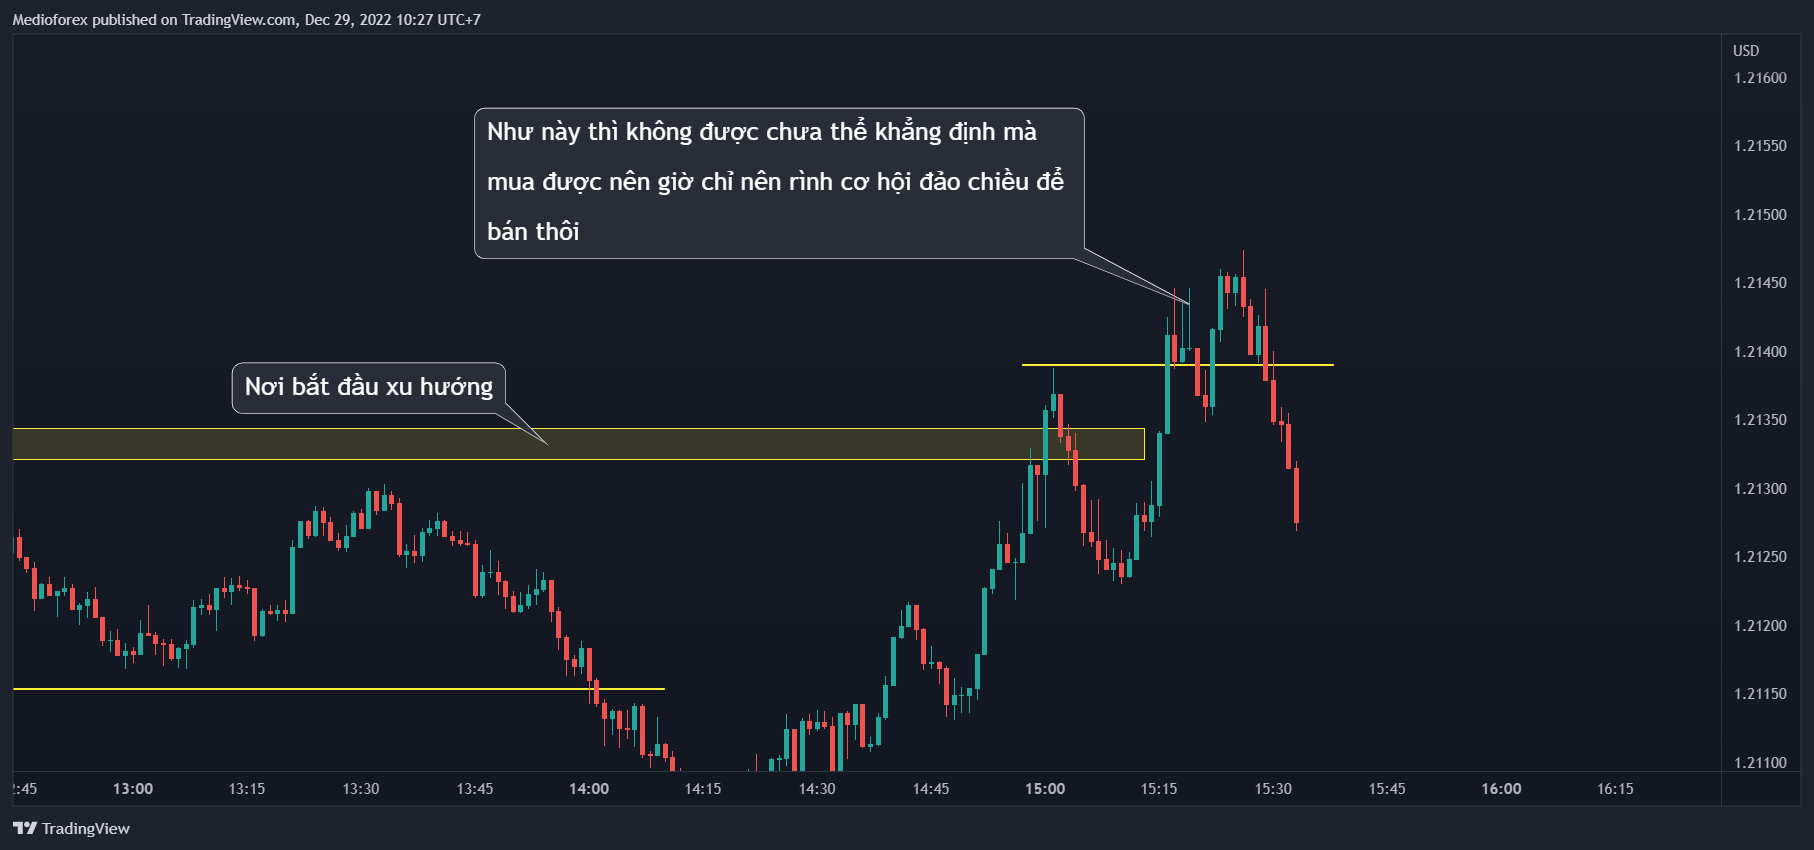 Medioforex published on TradingView.com, Dec 29, 2022 10:27 UTC+7
USD
1.21600
Như này thì không được chưa thể khẳng định mà
mua được nên giờ chỉ nên rình cơ hội đảo chiều để
bán thôi
1.21550
1.21500
1.21450
1.21400
Nơi bắt đầu xu hướng
1.21350
1.21300
1.21250
1.21200
1.21150
1.21100
2:45 13:00 13:15 13:30 13:45 14:00 14:15 14:30 14:45 15:00 15:15 15:30 15:45 16:00 16:15
TradingView